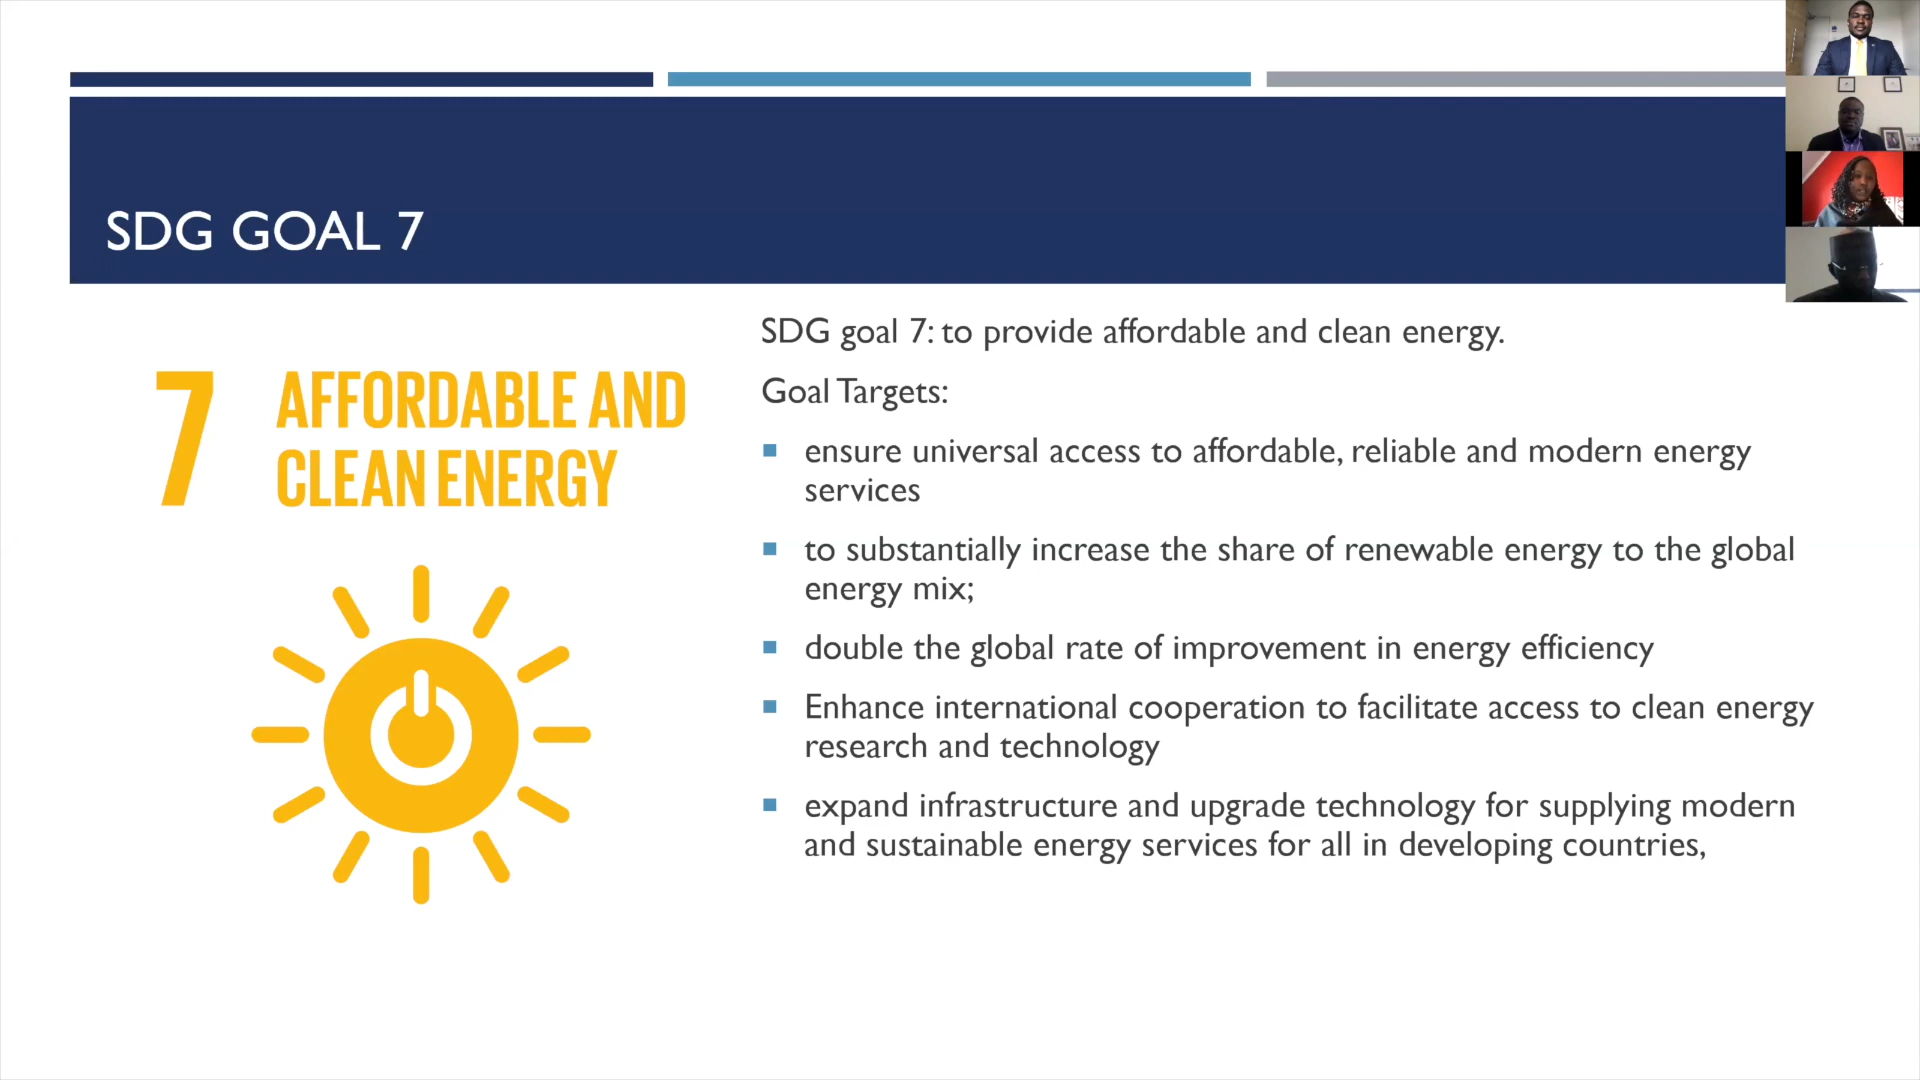 SDG GOAL 7
7 AFFORDABLE AND
CLEAN ENERGY
SDG goal 7: to provide affordable and clean energy.
Goal Targets:
ensure universal access to affordable, reliable and modern energy
services
to substantially increase the share of renewable energy to the global
energy mix;
double the global rate of improvement in energy efficiency
Enhance international cooperation to facilitate access to clean energy
research and technology
expand infrastructure and upgrade technology for supplying modern
and sustainable energy services for all in developing countries,